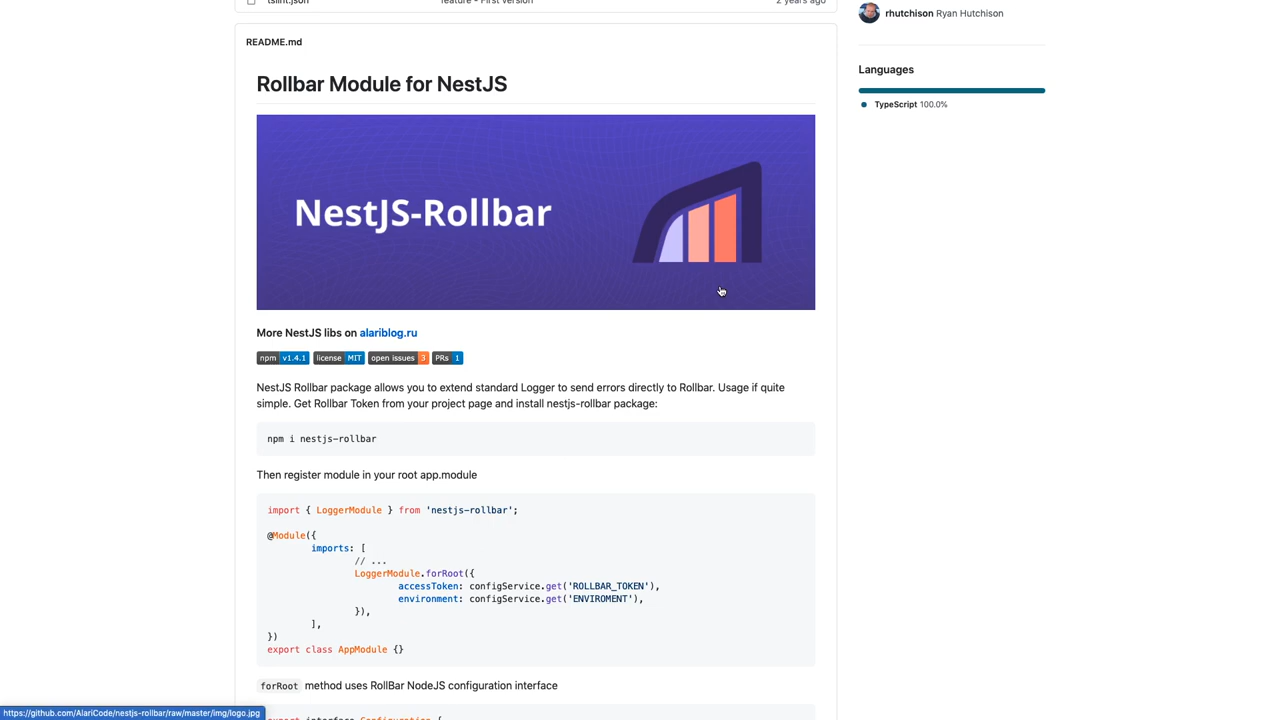 tslint.json feature - First version 2 years ago
rhutchison Ryan Hutchison
README.md
Languages
TypeScript 100.0%
Rollbar Module for NestJS
NestJS-Rollbar
More NestJS libs on alariblog.ru
npm v1.4.1 license MIT open issues 3 PRs 1
NestJS Rollbar package allows you to extend standard Logger to send errors directly to Rollbar. Usage if quite
simple. Get Rollbar Token from your project page and install nestjs-rollbar package:
npm i nestjs-rollbar
Then register module in your root app.module
import { LoggerModule } from 'nestjs-rollbar';
@Module({
imports: [
// ...
LoggerModule.forRoot({
accessToken: configService.get('ROLLBAR_TOKEN'),
environment: configService.get('ENVIROMENT'),
}),
],
})
export class AppModule {}
forRoot method uses RollBar NodeJS configuration interface
export interface Configuration {
https://github.com/AlariCode/nestjs-rollbar/raw/master/img/logo.jpg